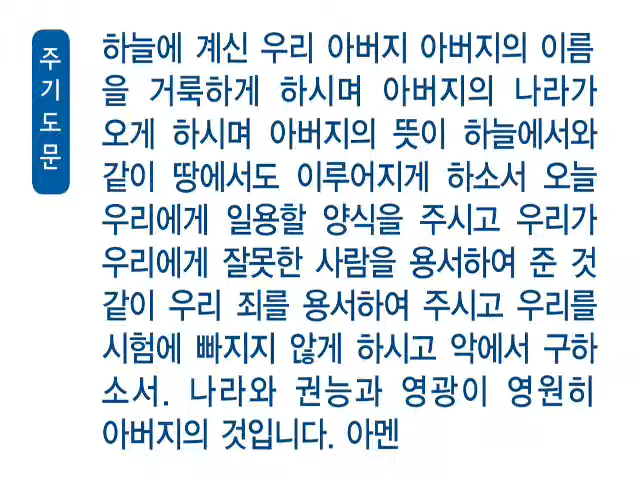 주기도문
하늘에 계신 우리 아버지 아버지의 이름
을 거룩하게 하시며 아버지의 나라가
오게 하시며 아버지의 뜻이 하늘에서와
같이 땅에서도 이루어지게 하소서 오늘
우리에게 일용할 양식을 주시고 우리가
우리에게 잘못한 사람을 용서하여 준 것
같이 우리 죄를 용서하여 주시고 우리를
시험에 빠지지 않게 하시고 악에서 구하
소서. 나라와 권능과 영광이 영원히
아버지의 것입니다. 아멘